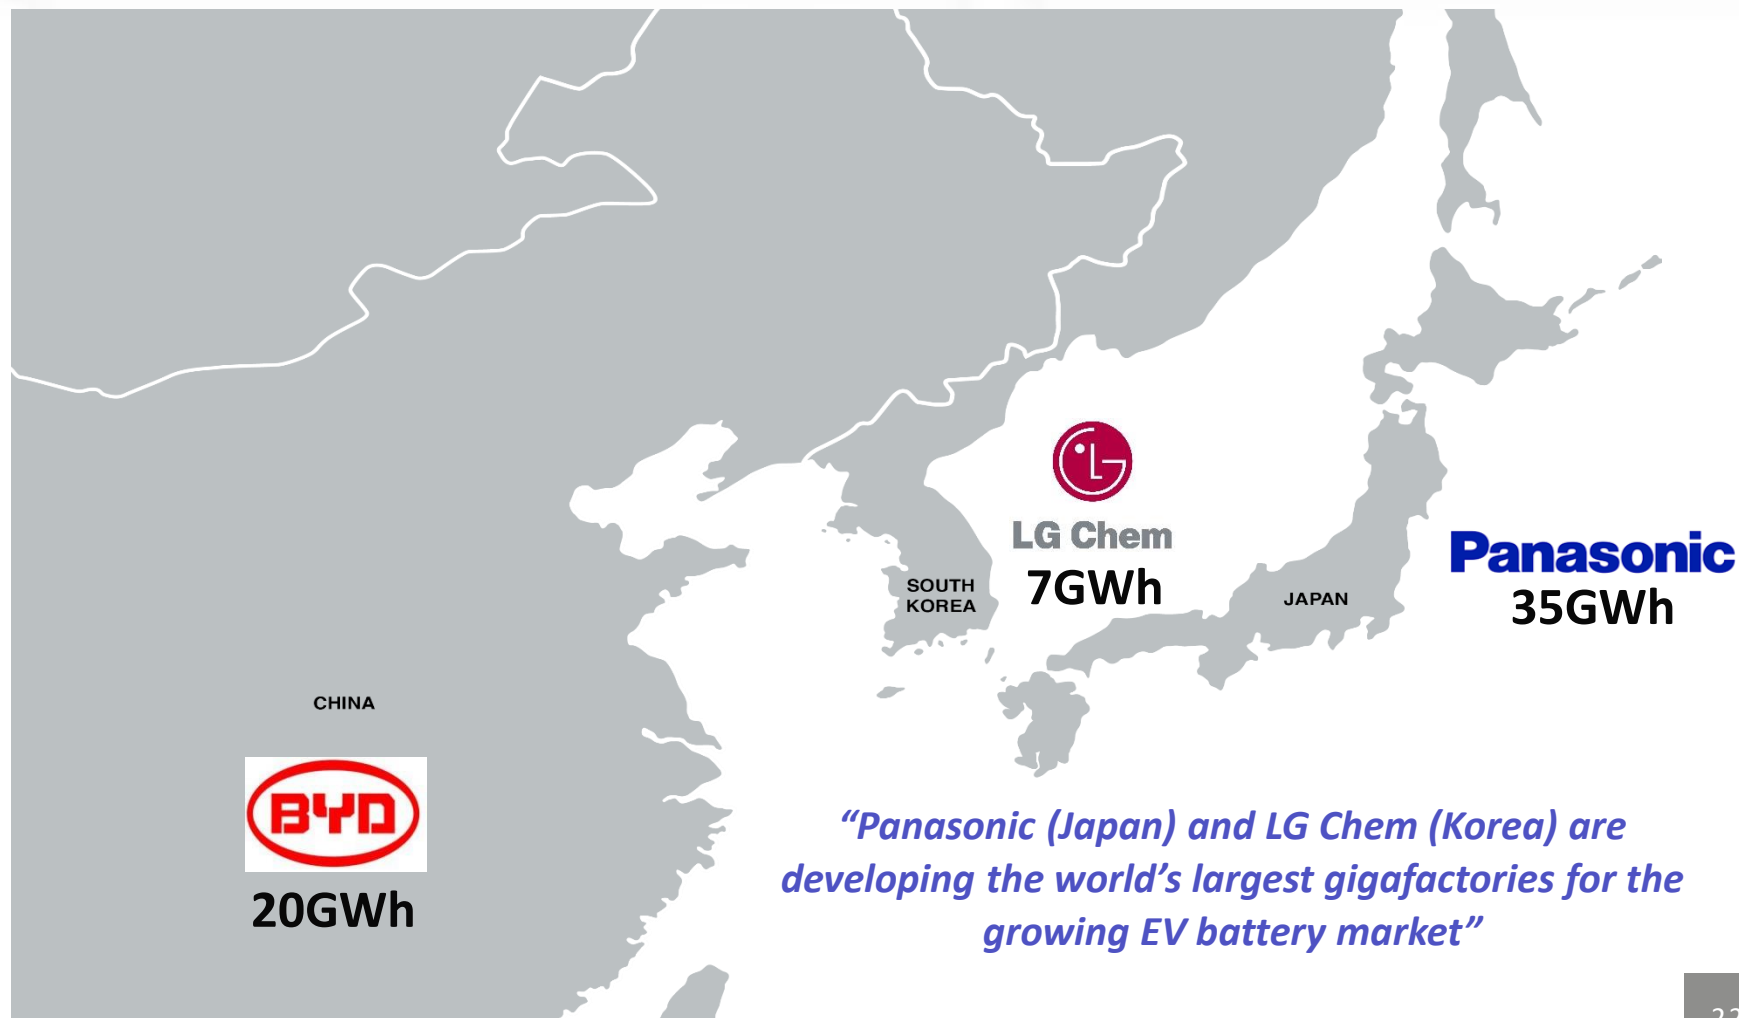 LG Chem
7GWh
SOUTH
KOREA
JAPAN
Panasonic
35GWh
CHINA
BYD
20GWh
“Panasonic (Japan) and LG Chem (Korea) are
developing the world’s largest gigafactories for the
growing EV battery market”